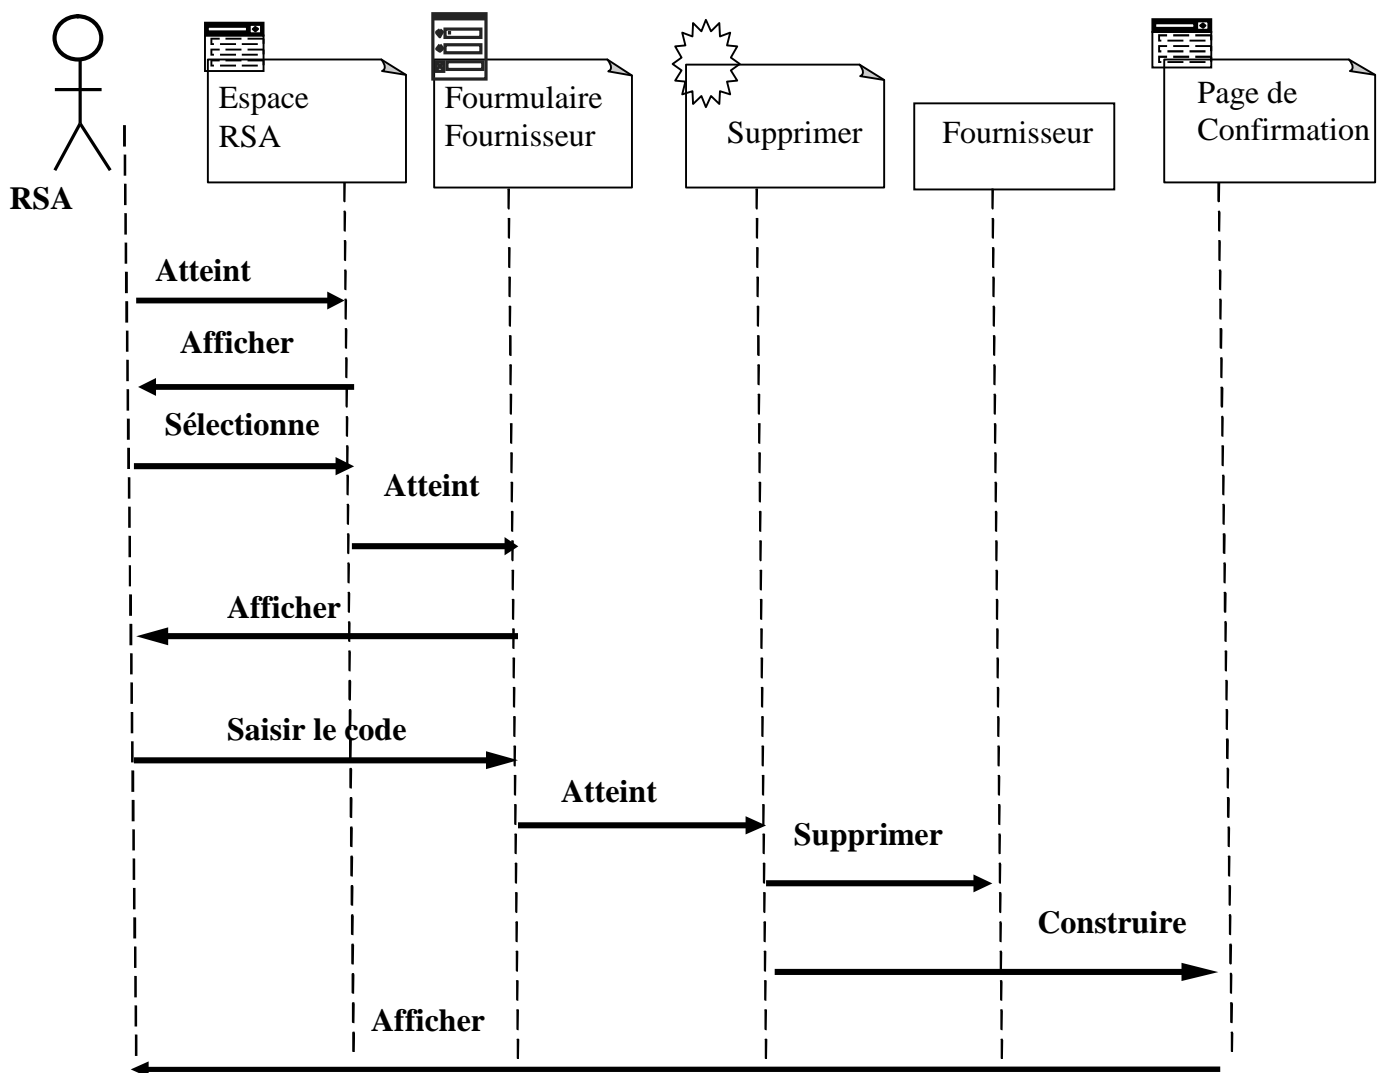 Espace
RSA
Fourmulaire
Fournisseur
Supprimer
Fournisseur
Page de
Confirmation
RSA
Atteint
Afficher
Sélectionne
Atteint
Afficher
Saisir le code
Atteint
Supprimer
Construire
Afficher